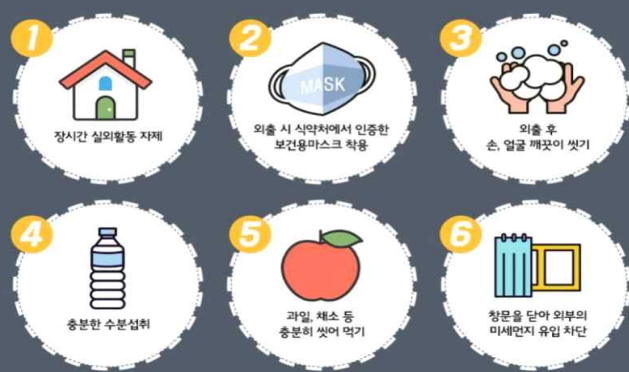 1
장시간 실외활동 자제
2
MASK
외출 시 식약처에서 인증한
보건용마스크 착용
3
외출 후
손, 얼굴 깨끗이 씻기
4
충분한 수분섭취
5
과일, 채소 등
충분히 씻어 먹기
6
창문을 닫아 외부의
미세먼지 유입 차단